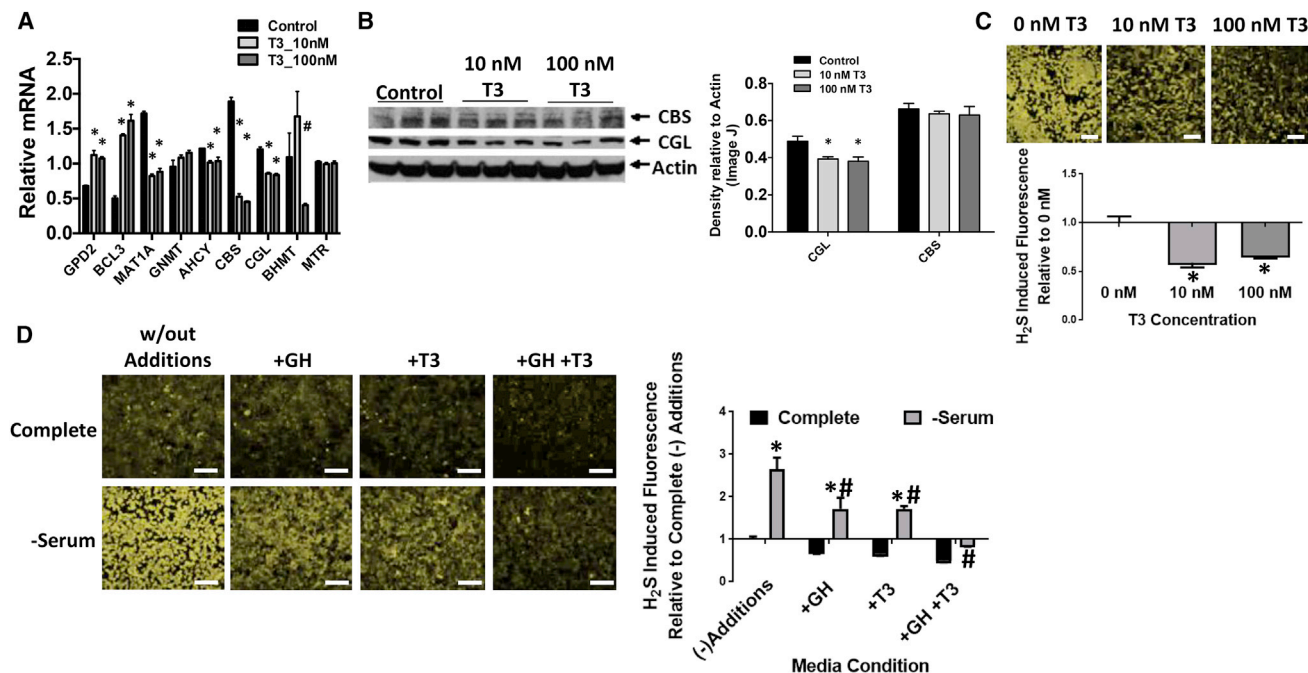 A
Control
T3_10nM
T3_100nM
Relative mRNA
2.5
2.0
1.5
1.0
0.5
0.0
* * * * * * * * * * * * #
GPD2
BCL3
MAT1A
GNMT
AHCY
CBS
CGL
BHMT
MTR
B
Control
10 nM
T3
100 nM
T3
CBS
CGL
Actin
Density relative to Actin
(Image J)
Control
10 nM T3
100 nM T3
0.8
0.6
0.4
0.2
0.0
* *
CGL
CBS
C
0 nM T3
10 nM T3
100 nM T3
H2S Induced Fluorescence
Relative to 0 nM
1.5
1.0
0.5
0.0
* *
0 nM
10 nM
100 nM
T3 Concentration
D
w/out
Additions
+GH
+T3
+GH +T3
Complete
-Serum
H2S Induced Fluorescence
Relative to Complete (-) Additions
Complete
-Serum
4
3
2
1
0
* *# *# #
(-)Additions
+GH
+T3
+GH +T3
Media Condition